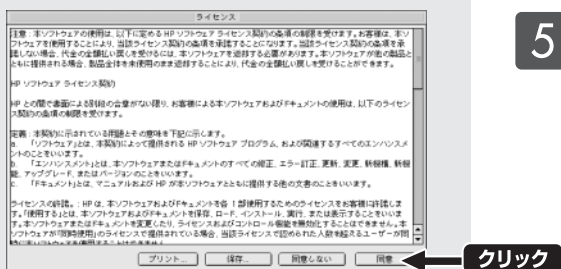 ライセンス
5
注意：本ソフトウェアの使用は、以下に定める HP ソフトウェア ライセンス契約の条項の制限を受けます。お客様は、本ソ
フトウェアを使用することにより、当該ライセンス契約の条項を承諾することになります。当該ライセンス契約の条項を承
諾しない場合、代金の全額払い戻しを受けるには、本ソフトウェアを返却する必要があります。本ソフトウェアが他の製品と
ともに提供される場合、製品全体を未使用のまま返却することにより、代金の全額払い戻しを受けることができます。
HP ソフトウェア ライセンス契約
HP との間で書面による別段の合意がない限り、お客様による本ソフトウェアおよびドキュメントの使用は、以下のライセン
ス契約の条項の制限を受けます。
定義：本契約に示されている用語とその意味を下記に示します。
a. 「ソフトウェア」とは、本契約によって提供される HP ソフトウェア プログラム、および関連するすべてのエンハンスメ
ントのことをいいます。
b. 「エンハンスメント」とは、本ソフトウェアまたはドキュメントのすべての修正、エラー訂正、更新、変更、新機構、新機
能、アップグレード、またはバージョンのことをいいます。
c. 「ドキュメント」とは、マニュアルおよび HP が本ソフトウェアとともに提供する他の文書のことをいいます。
ライセンスの許諾。：HP は、本ソフトウェアおよびドキュメントを各 1 部使用するためのライセンスをお客様に許諾しま
す。「使用する」とは、本ソフトウェアおよびドキュメントを保存、ロード、インストール、実行、または表示することをいいま
す。本ソフトウェアまたはドキュメントを変更したり、ライセンスおよびコントロール機能を無効化することはできません。本
ソフトウェアが「同時使用」のライセンスで提供されている場合、当該ライセンスで認められた人数を超えるユーザーが同
時に本ソフトウェアを使用することはできません
プリント... 保存... 同意しない 同意
クリック